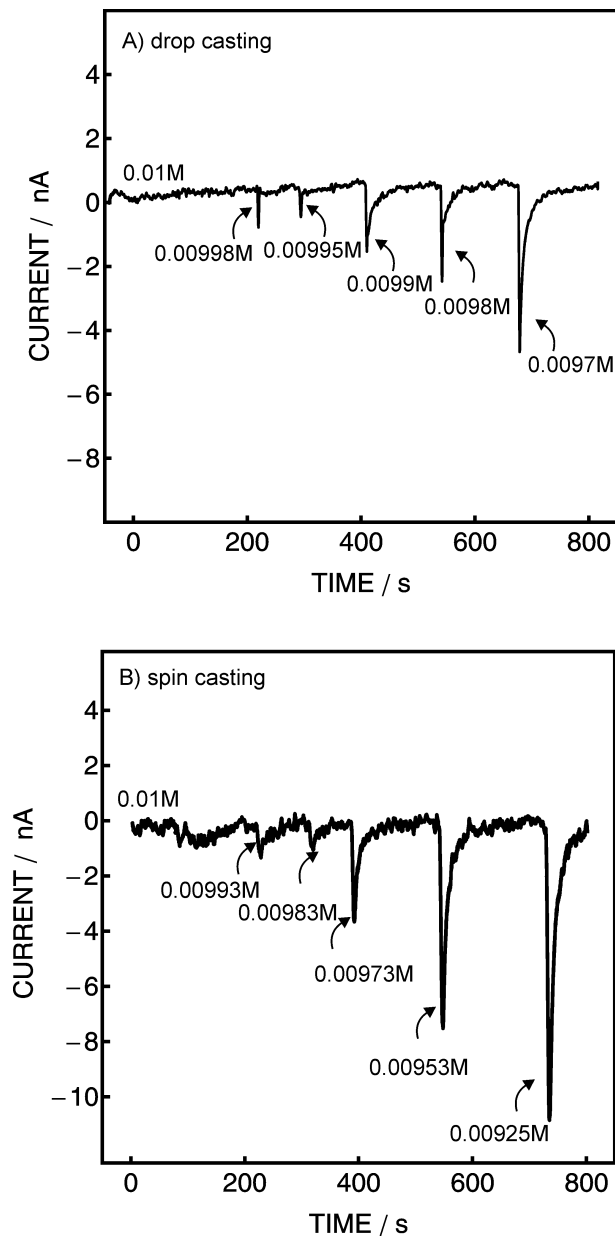 A) drop casting
4
2
0.01M
0
0.00998M
0.00995M
−2
0.0099M
0.0098M
−4
0.0097M
−6
−8
CURRENT / nA
0 200 400 600 800
TIME / s
B) spin casting
4
2
0.01M
0
−2
0.00993M
0.00983M
−4
0.00973M
−6
−8
0.00953M
−10
0.00925M
CURRENT / nA
0 200 400 600 800
TIME / s